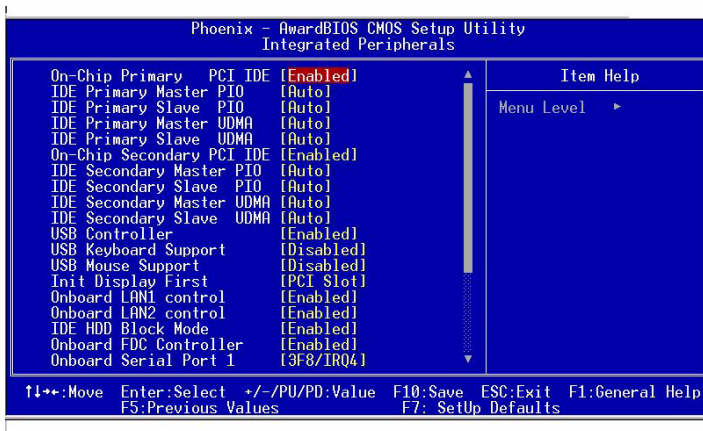 Phoenix - AwardBIOS CMOS Setup Utility
Integrated Peripherals
On-Chip Primary PCI IDE [Enabled]
IDE Primary Master PIO [Auto]
IDE Primary Slave PIO [Auto]
IDE Primary Master UDMA [Auto]
IDE Primary Slave UDMA [Auto]
On-Chip Secondary PCI IDE [Enabled]
IDE Secondary Master PIO [Auto]
IDE Secondary Slave PIO [Auto]
IDE Secondary Master UDMA [Auto]
IDE Secondary Slave UDMA [Auto]
USB Controller [Enabled]
USB Keyboard Support [Disabled]
USB Mouse Support [Disabled]
Init Display First [PCI Slot]
Onboard LAN1 control [Enabled]
Onboard LAN2 control [Enabled]
IDE HDD Block Mode [Enabled]
Onboard FDC Controller [Enabled]
Onboard Serial Port 1 [3F8/IRQ4]
Item Help
Menu Level ►
↑↓→←:Move Enter:Select +/-/PU/PD:Value F10:Save ESC:Exit F1:General Help
F5:Previous Values F7: SetUp Defaults